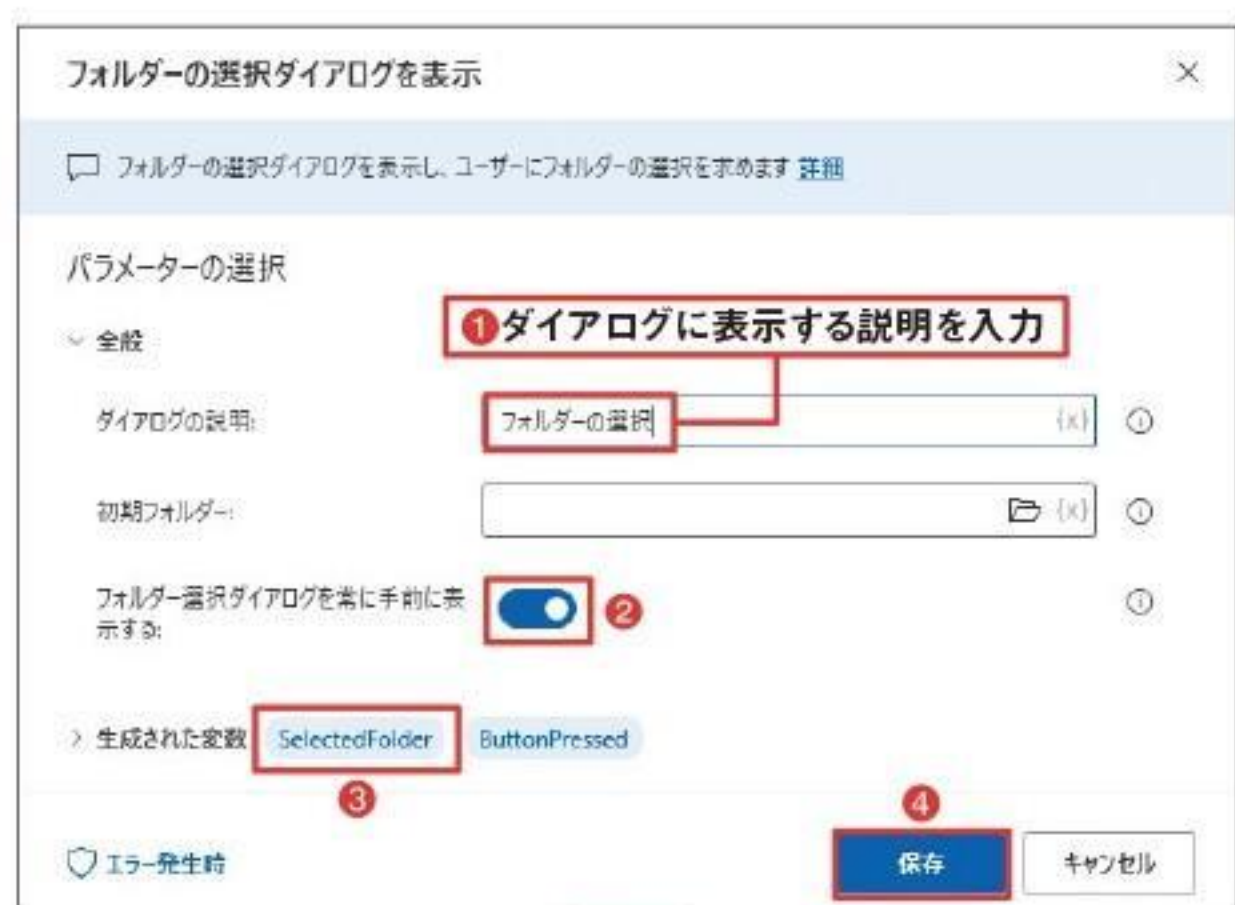 フォルダーの選択ダイアログを表示
フォルダーの選択ダイアログを表示し、ユーザーにフォルダーの選択を求めます 詳細
パラメーターの選択
❶ダイアログに表示する説明を入力
全般
ダイアログの説明:
フォルダーの選択
{x}
初期フォルダー:
{x}
フォルダー選択ダイアログを常に手前に表
示する:
❷
生成された変数 SelectedFolder ButtonPressed
❸
❹
エラー発生時
保存
キャンセル